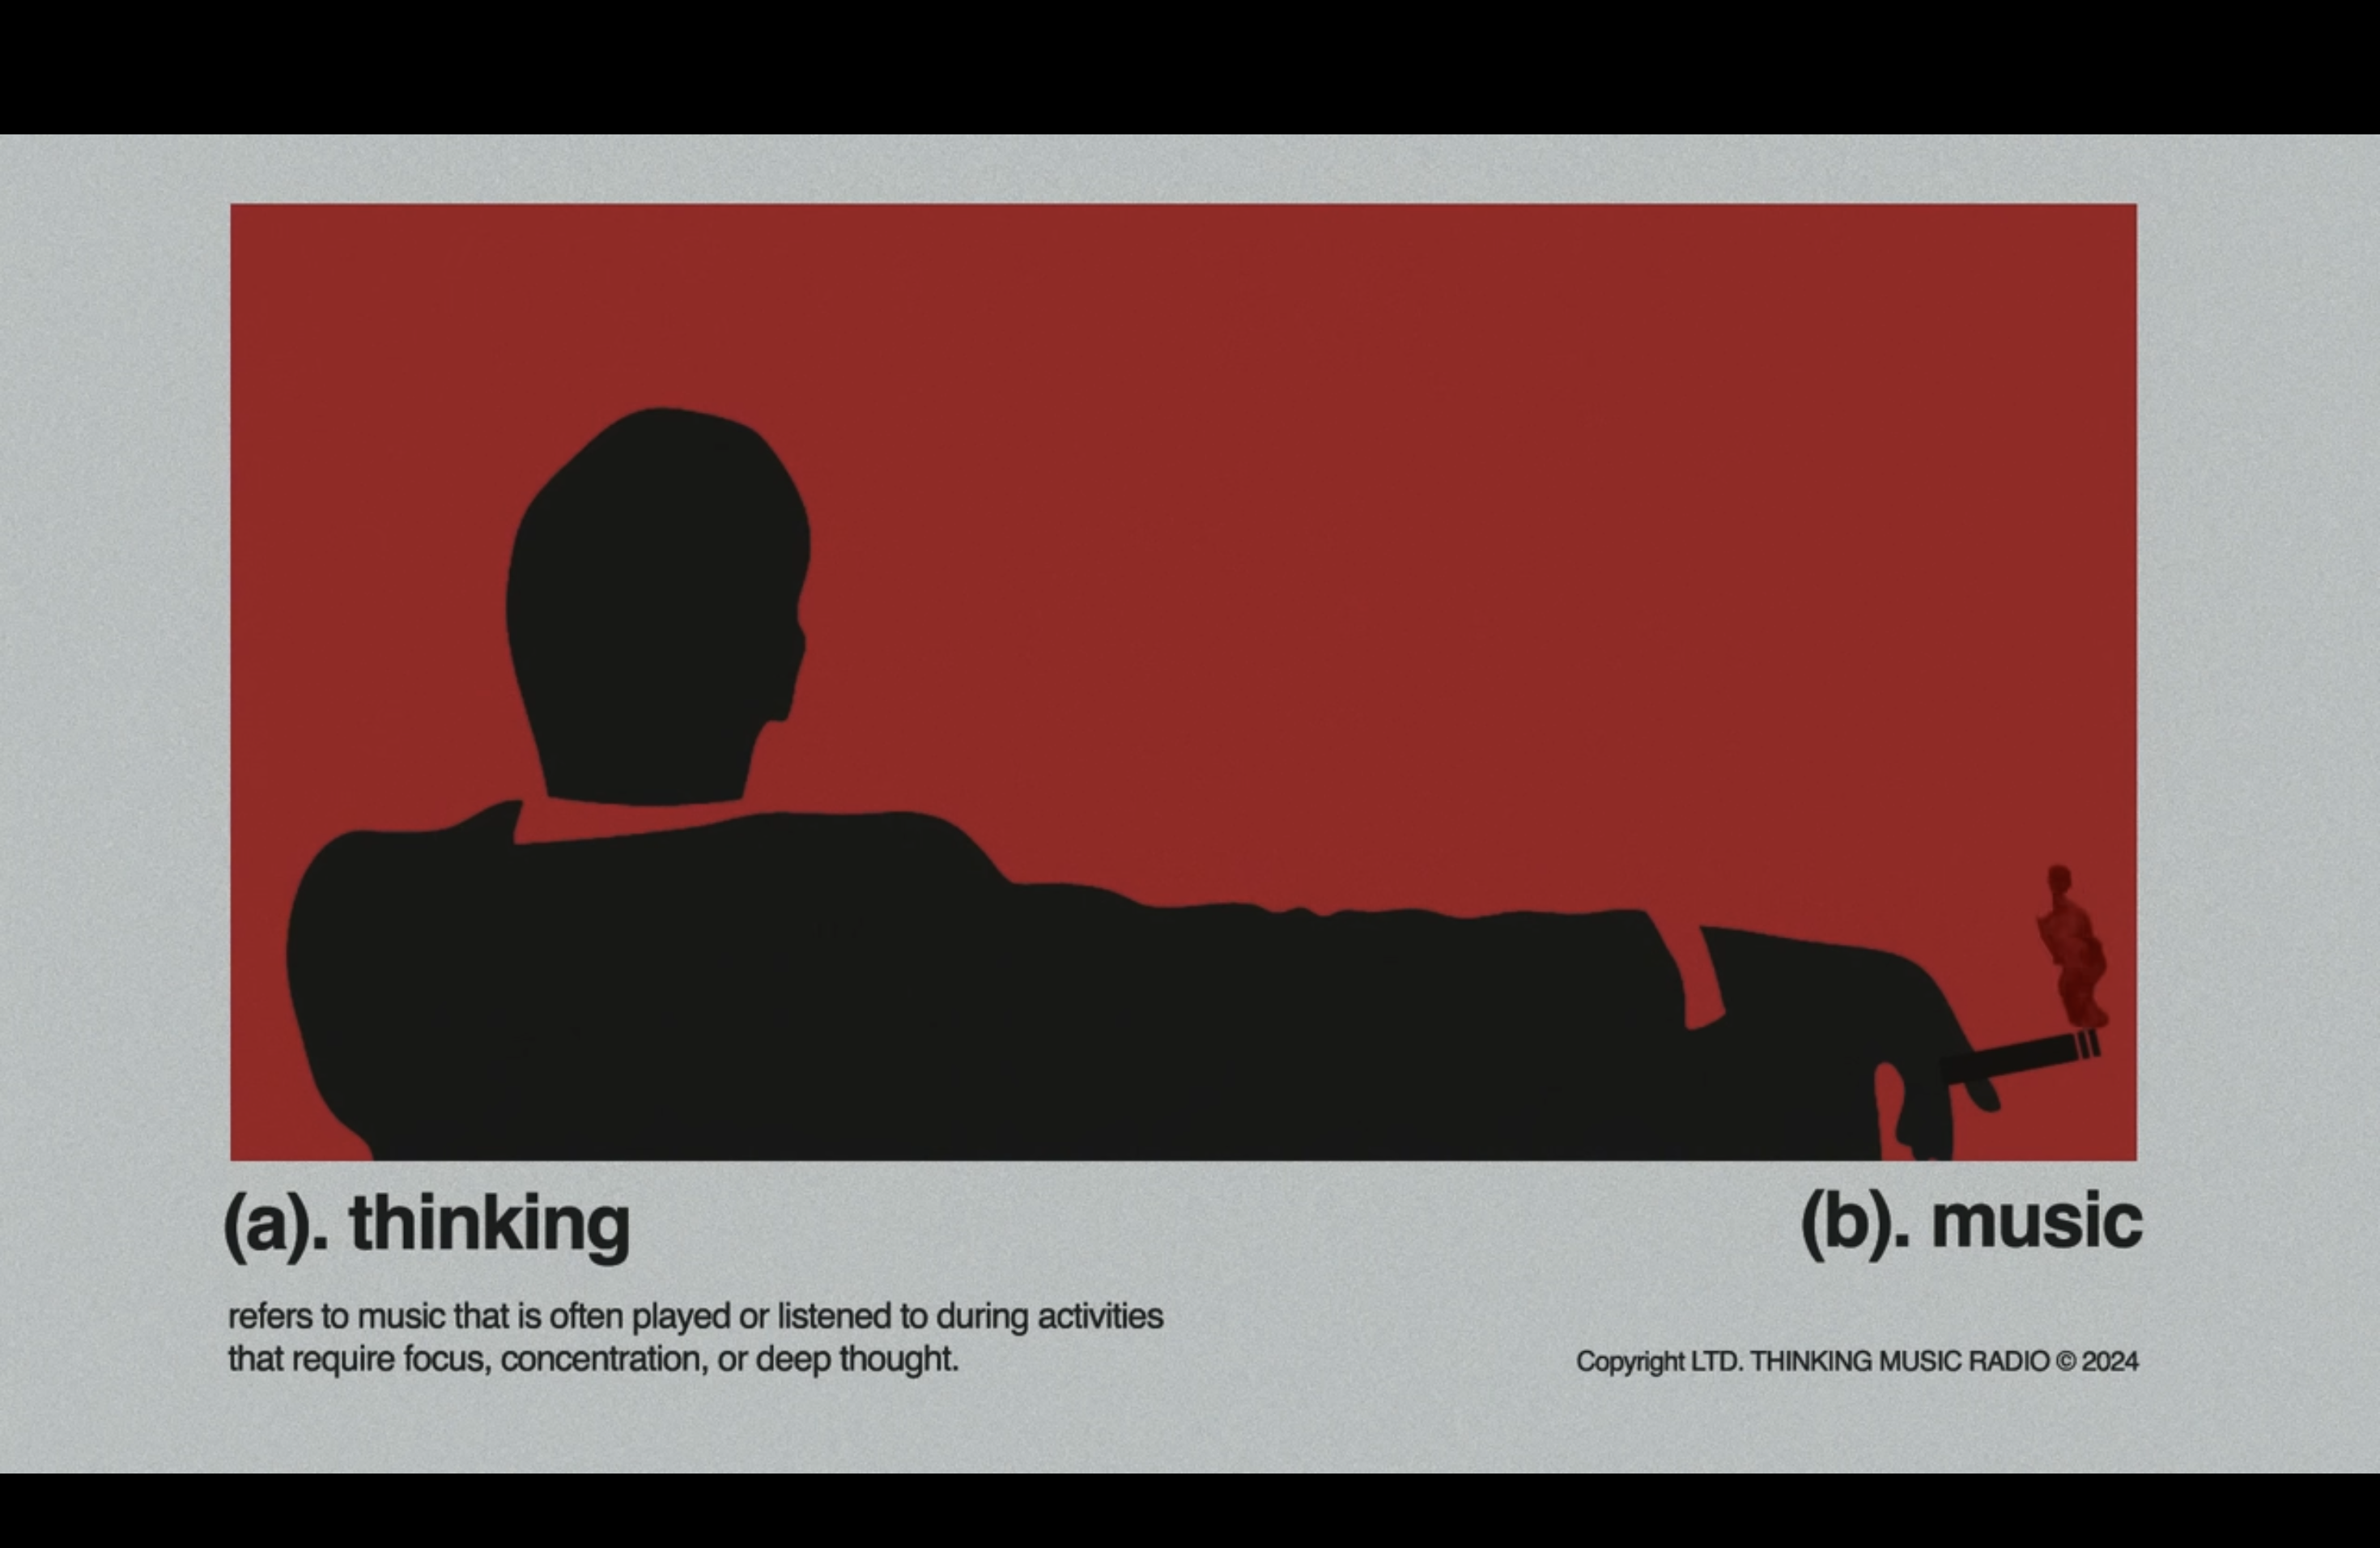 (a). thinking
(b). music
refers to music that is often played or listened to during activities
that require focus, concentration, or deep thought.
Copyright LTD. THINKING MUSIC RADIO © 2024